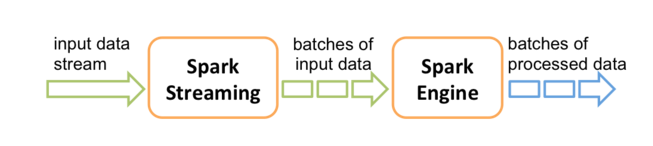 input data
stream
Spark
Streaming
batches of
input data
Spark
Engine
batches of
processed data